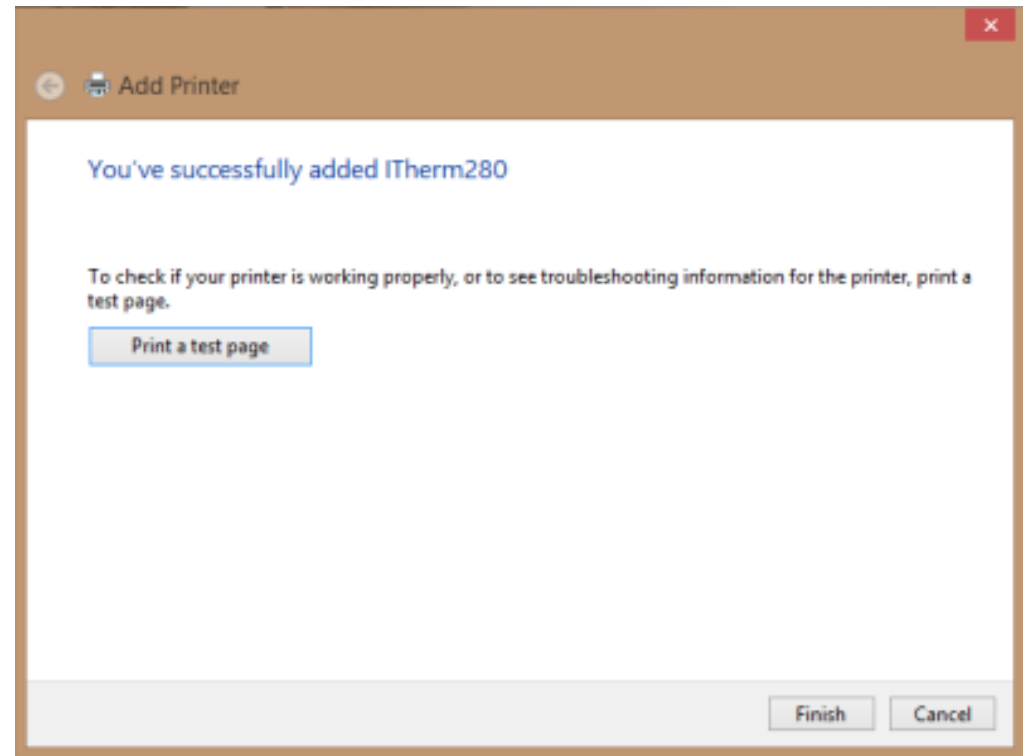 Add Printer
You've successfully added ITherm280
To check if your printer is working properly, or to see troubleshooting information for the printer, print a
test page.
Print a test page
Finish
Cancel